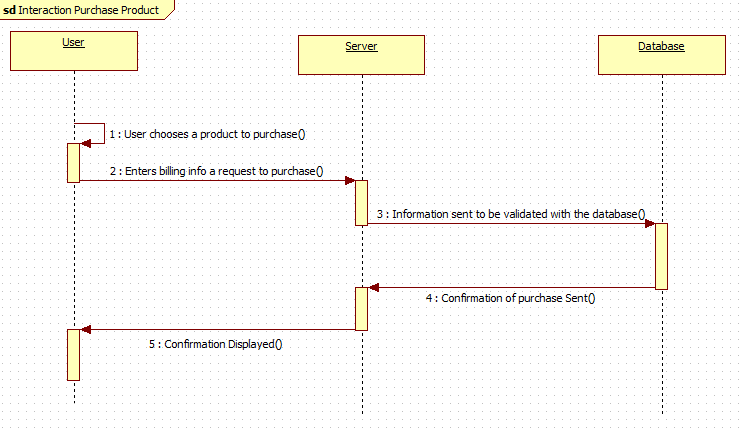 sd Interaction Purchase Product
User
Server
Database
1 : User chooses a product to purchase()
2 : Enters billing info a request to purchase()
3 : Information sent to be validated with the database()
4 : Confirmation of purchase Sent()
5 : Confirmation Displayed()